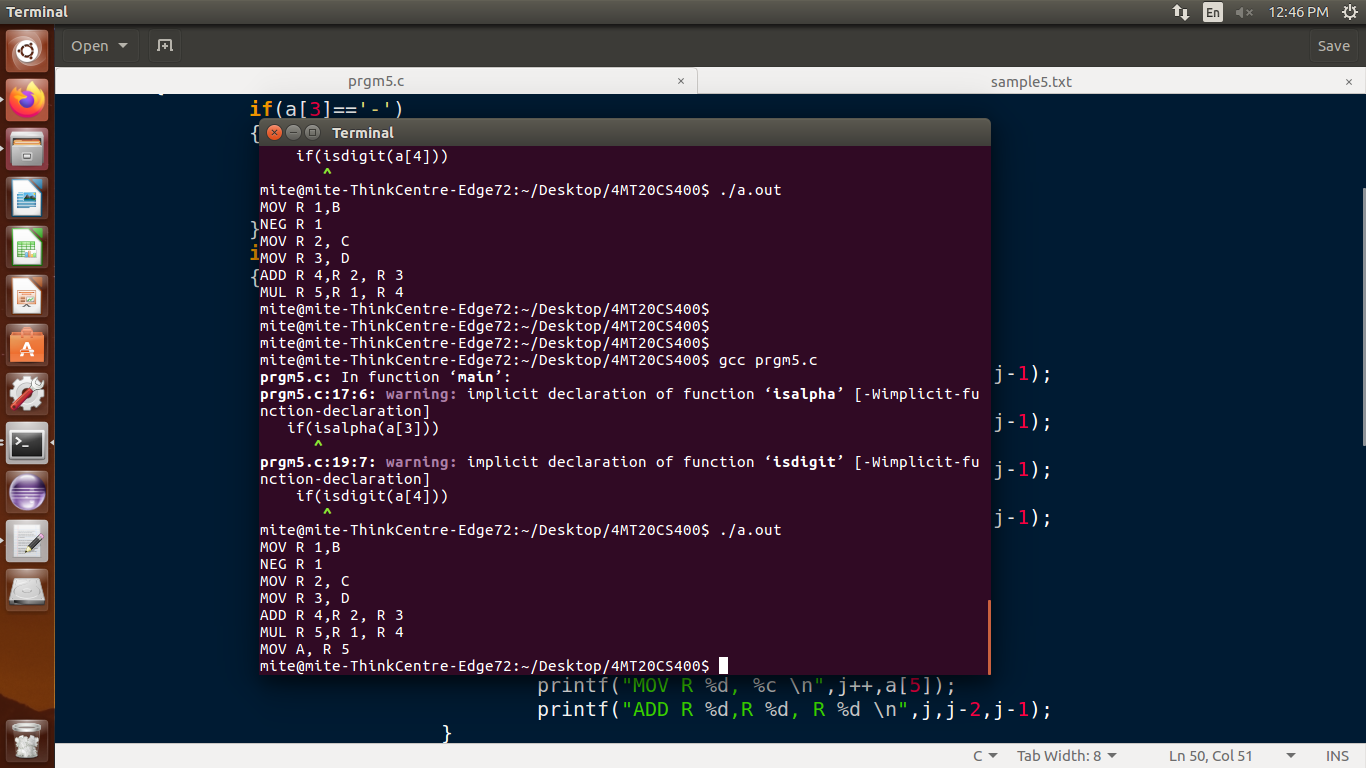 Terminal
En
12:46 PM
Open
Save
prgm5.c ×
sample5.txt ×
if(a[3]=='-')
{
Terminal
    if(isdigit(a[4]))
       ^
mite@mite-ThinkCentre-Edge72:~/Desktop/4MT20CS400$ ./a.out
MOV R 1,B
}
NEG R 1
MOV R 2, C
i
MOV R 3, D
{
ADD R 4,R 2, R 3
MUL R 5,R 1, R 4
mite@mite-ThinkCentre-Edge72:~/Desktop/4MT20CS400$
mite@mite-ThinkCentre-Edge72:~/Desktop/4MT20CS400$
mite@mite-ThinkCentre-Edge72:~/Desktop/4MT20CS400$
mite@mite-ThinkCentre-Edge72:~/Desktop/4MT20CS400$ gcc prgm5.c
prgm5.c: In function ‘main’:
prgm5.c:17:6: warning: implicit declaration of function ‘isalpha’ [-Wimplicit-fu
nction-declaration]
   if(isalpha(a[3]))
      ^
prgm5.c:19:7: warning: implicit declaration of function ‘isdigit’ [-Wimplicit-fu
nction-declaration]
    if(isdigit(a[4]))
       ^
mite@mite-ThinkCentre-Edge72:~/Desktop/4MT20CS400$ ./a.out
MOV R 1,B
NEG R 1
MOV R 2, C
MOV R 3, D
ADD R 4,R 2, R 3
MUL R 5,R 1, R 4
MOV A, R 5
mite@mite-ThinkCentre-Edge72:~/Desktop/4MT20CS400$
j-1);
j-1);
j-1);
j-1);
printf("MOV R %d, %c \n",j++,a[5]);
printf("ADD R %d,R %d, R %d \n",j,j-2,j-1);
}
C
Tab Width: 8
Ln 50, Col 51
INS